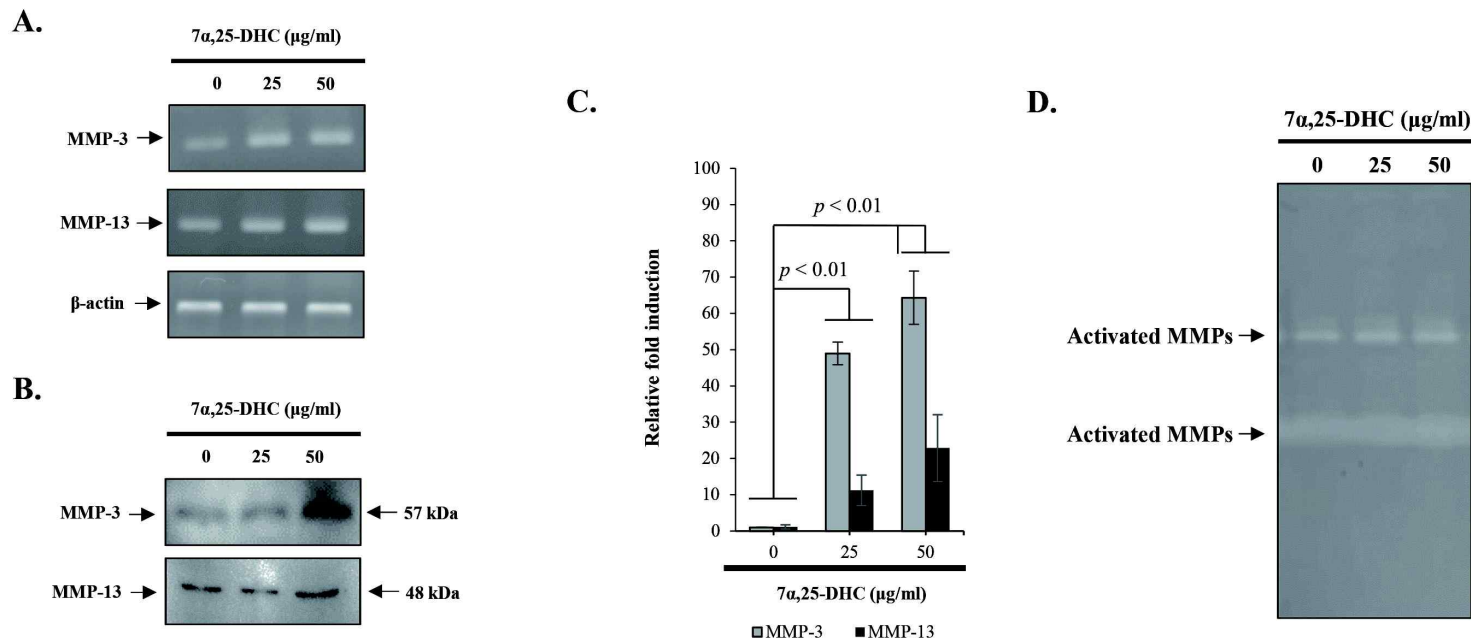 A.
7α,25-DHC (μg/ml)
0 25 50
MMP-3
MMP-13
β-actin
B.
7α,25-DHC (μg/ml)
0 25 50
MMP-3
57 kDa
MMP-13
48 kDa
C.
Relative fold induction
100
90
80
70
60
50
40
30
20
10
0
p < 0.01
p < 0.01
0 25 50
7α,25-DHC (μg/ml)
MMP-3 MMP-13
D.
7α,25-DHC (μg/ml)
0 25 50
Activated MMPs
Activated MMPs